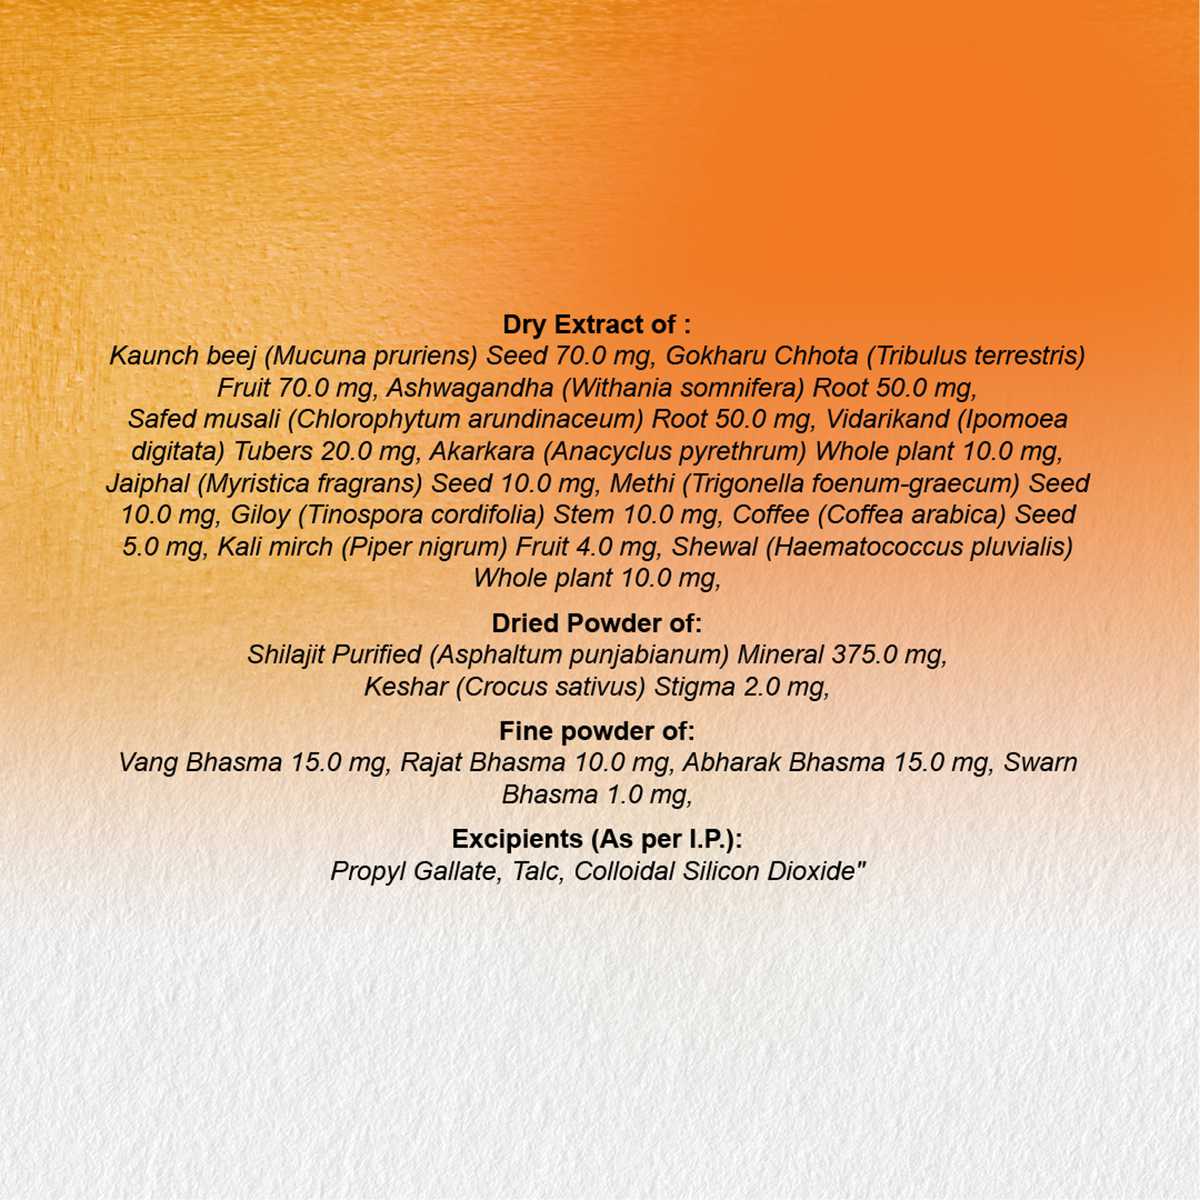 Dry Extract of :
Kaunch beej (Mucuna pruriens) Seed 70.0 mg, Gokharu Chhota (Tribulus terrestris)
Fruit 70.0 mg, Ashwagandha (Withania somnifera) Root 50.0 mg,
Safed musali (Chlorophytum arundinaceum) Root 50.0 mg, Vidarikand (Ipomoea
digitata) Tubers 20.0 mg, Akarkara (Anacyclus pyrethrum) Whole plant 10.0 mg,
Jaiphal (Myristica fragrans) Seed 10.0 mg, Methi (Trigonella foenum-graecum) Seed
10.0 mg, Giloy (Tinospora cordifolia) Stem 10.0 mg, Coffee (Coffea arabica) Seed
5.0 mg, Kali mirch (Piper nigrum) Fruit 4.0 mg, Shewal (Haematococcus pluvialis)
Whole plant 10.0 mg,
Dried Powder of:
Shilajit Purified (Asphaltum punjabianum) Mineral 375.0 mg,
Keshar (Crocus sativus) Stigma 2.0 mg,
Fine powder of:
Vang Bhasma 15.0 mg, Rajat Bhasma 10.0 mg, Abharak Bhasma 15.0 mg, Swarn
Bhasma 1.0 mg,
Excipients (As per I.P.):
Propyl Gallate, Talc, Colloidal Silicon Dioxide"